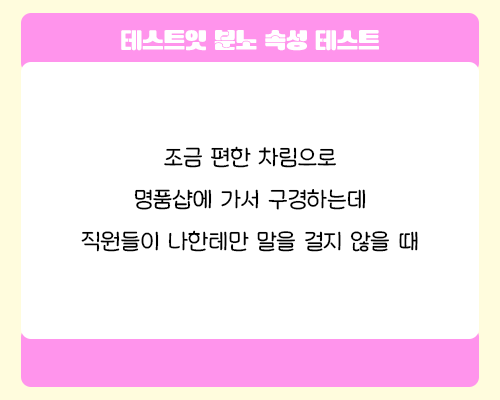 테스트잇 분노 속성 테스트
조금 편한 차림으로
명품샵에 가서 구경하는데
직원들이 나한테만 말을 걸지 않을 때